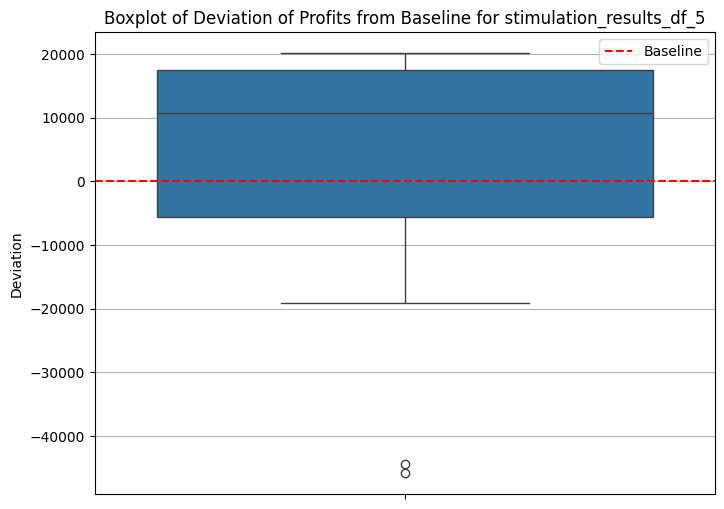 Boxplot of Deviation of Profits from Baseline for stimulation_results_df_5
Baseline
20000
10000
0
−10000
−20000
−30000
−40000
Deviation